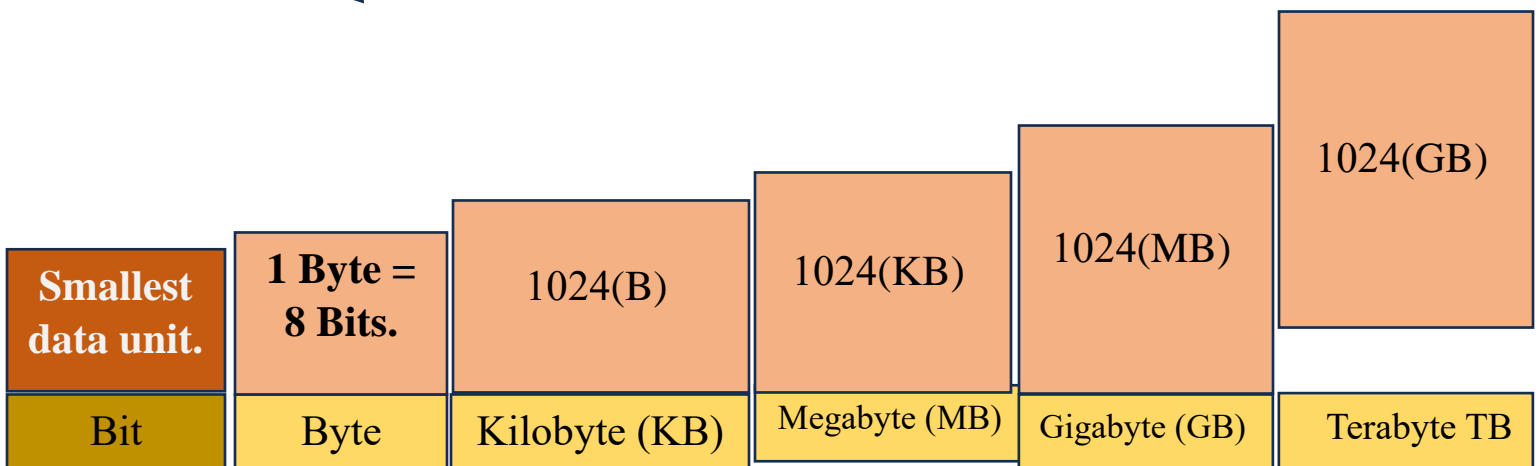 Smallest
data unit.
Bit
1 Byte =
8 Bits.
Byte
1024(B)
Kilobyte (KB)
1024(KB)
Megabyte (MB)
1024(MB)
Gigabyte (GB)
1024(GB)
Terabyte TB